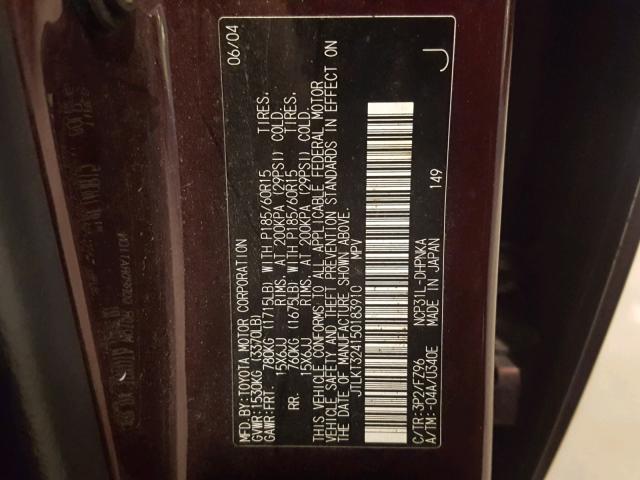 MFD.BY:TOYOTA MOTOR CORPORATION 06/04
GVWR:1530KG (3370LB)
GAWR:FRT. 780KG (1715LB) WITH P185/60R15 TIRES.
15X6JJ RIMS, AT 200KPA (29PSI) COLD.
RR. 760KG (1675LB) WITH P185/60R15 TIRES.
15X6JJ RIMS, AT 200KPA (29PSI) COLD.
THIS VEHICLE CONFORMS TO ALL APPLICABLE FEDERAL MOTOR
VEHICLE SAFETY AND THEFT PREVENTION STANDARDS IN EFFECT ON
THE DATE OF MANUFACTURE SHOWN ABOVE.
JTLKT324150183910 MPV
C/TR:3P2/FZ96 NCP31L-DHPNKA 149 J
A/TM:-04A/U340E MADE IN JAPAN